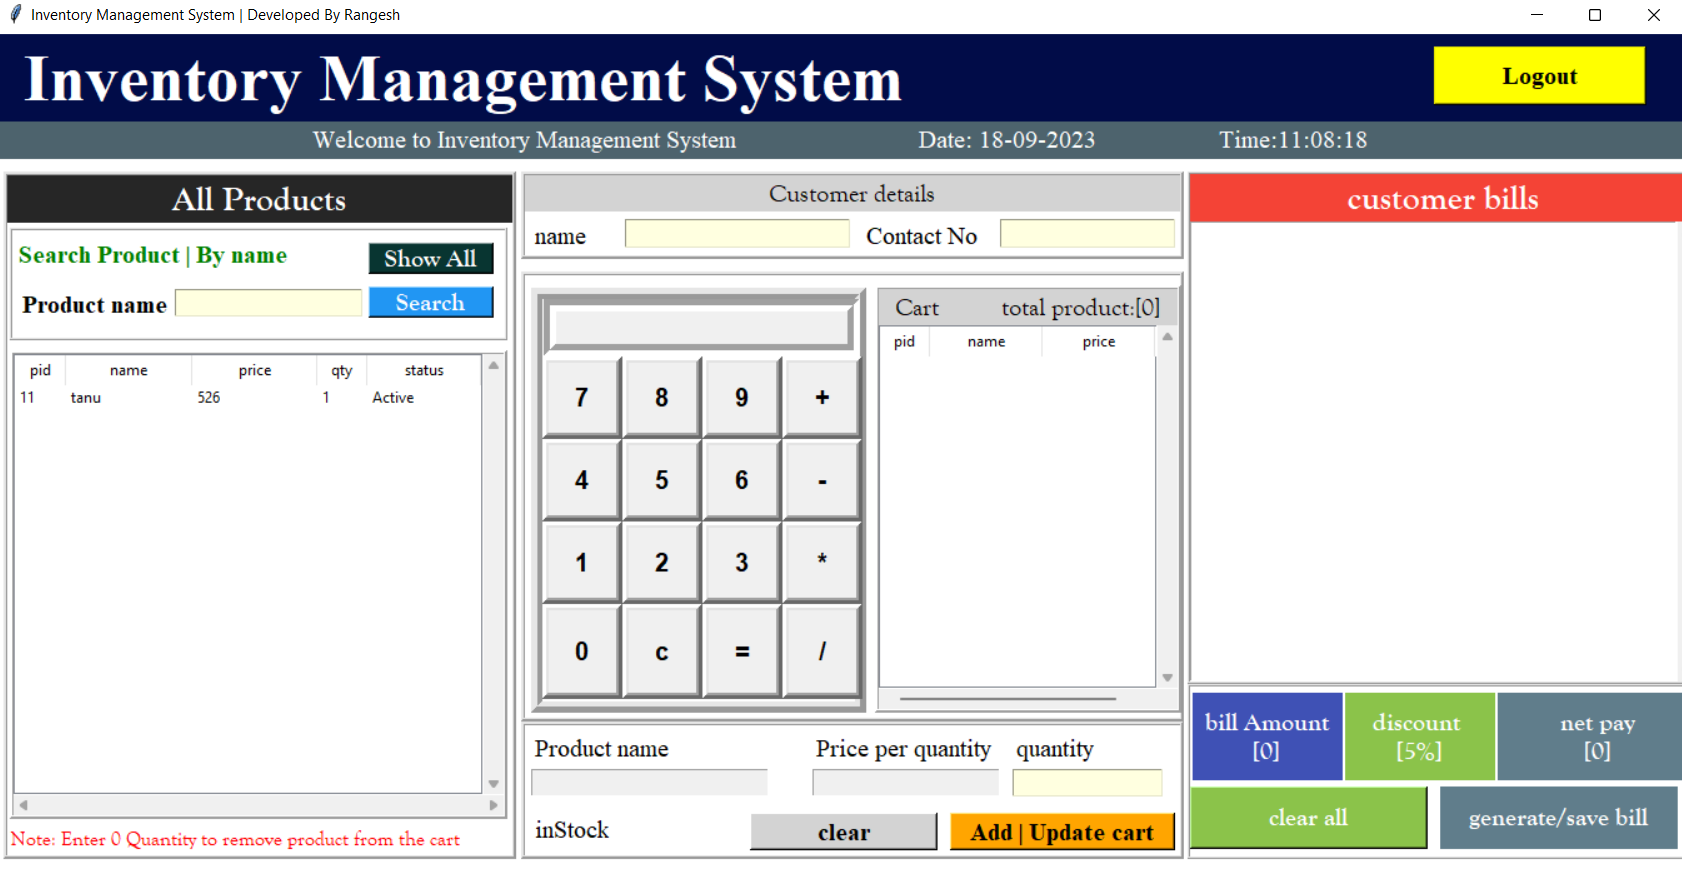 Inventory Management System | Developed By Rangesh
Inventory Management System
Logout
Welcome to Inventory Management System Date: 18-09-2023 Time:11:08:18
All Products
Search Product | By name
Show All
Product name
Search
pid name price qty status
11 tanu 526 1 Active
Note: Enter 0 Quantity to remove product from the cart
Customer details
name
Contact No
7 8 9 +
4 5 6 -
1 2 3 *
0 c = /
Cart total product:[0]
pid name price
Product name Price per quantity quantity
inStock
clear
Add | Update cart
customer bills
bill Amount
[0]
discount
[5%]
net pay
[0]
clear all
generate/save bill